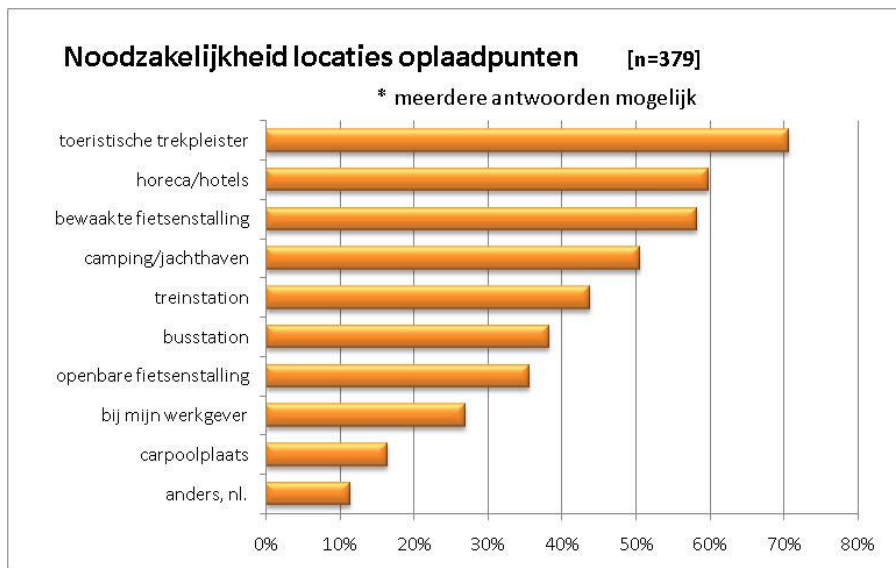 Noodzakelijkheid locaties oplaadpunten [n=379]
* meerdere antwoorden mogelijk
toeristische trekpleister
horeca/hotels
bewaakte fietsenstalling
camping/jachthaven
treinstation
busstation
openbare fietsenstalling
bij mijn werkgever
carpoolplaats
anders, nl.
0% 10% 20% 30% 40% 50% 60% 70% 80%